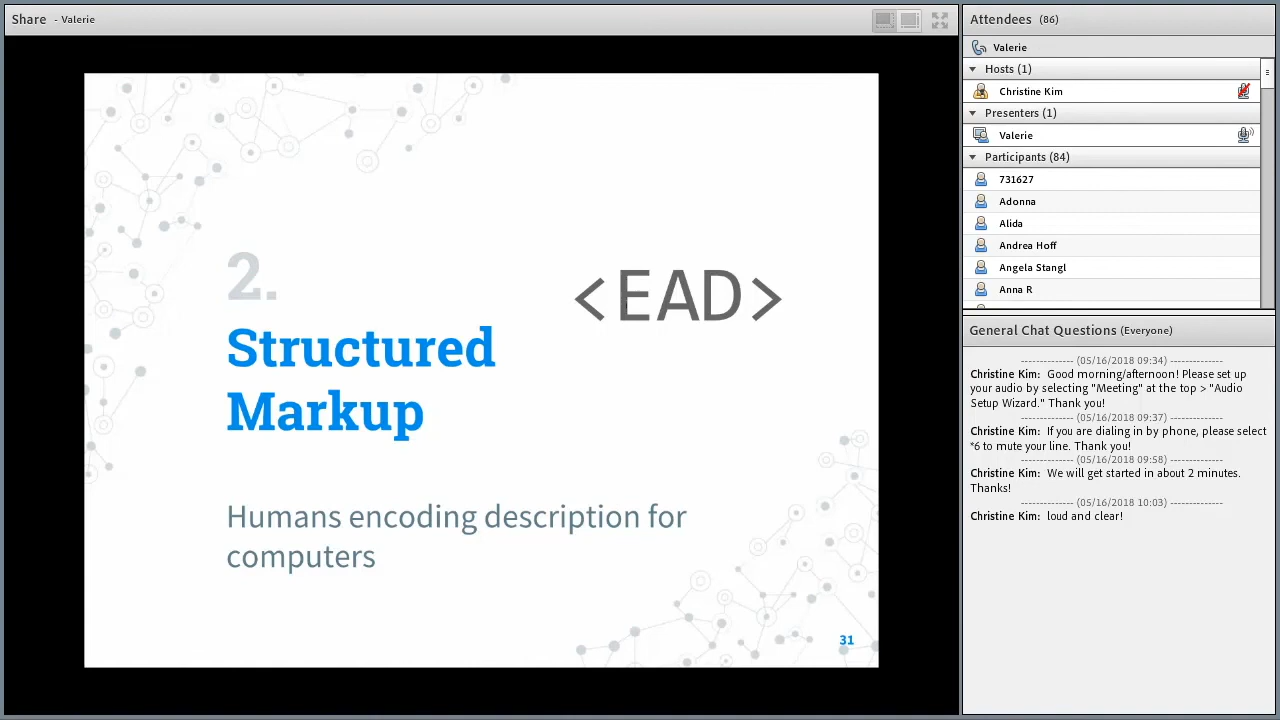 Share - Valerie
2.
<EAD>
Structured
Markup
Humans encoding description for
computers
31
Attendees (86)
Valerie
Hosts (1)
Christine Kim
Presenters (1)
Valerie
Participants (84)
731627
Adonna
Alida
Andrea Hoff
Angela Stangl
Anna R
General Chat Questions (Everyone)
------------- (05/16/2018 09:34) -------------
Christine Kim: Good morning/afternoon! Please set up
your audio by selecting "Meeting" at the top > "Audio
Setup Wizard." Thank you!
------------- (05/16/2018 09:37) -------------
Christine Kim: If you are dialing in by phone, please select
*6 to mute your line. Thank you!
------------- (05/16/2018 09:58) -------------
Christine Kim: We will get started in about 2 minutes.
Thanks!
------------- (05/16/2018 10:03) -------------
Christine Kim: loud and clear!